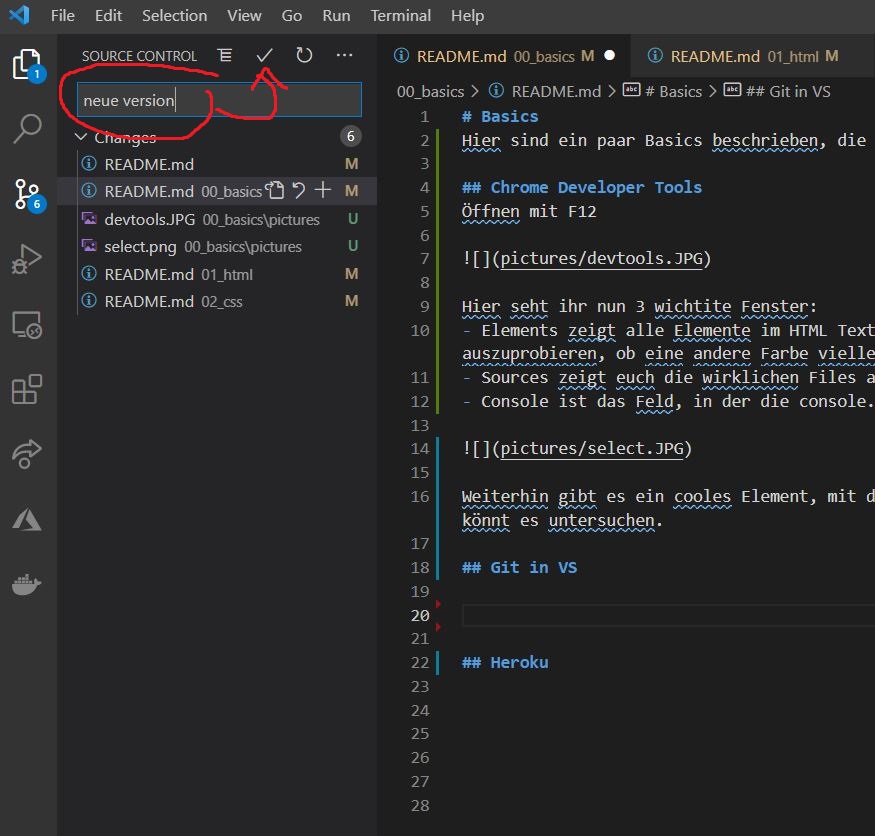 File Edit Selection View Go Run Terminal Help
SOURCE CONTROL
neue version
Changes 6
README.md M
README.md 00_basics M
devtools.JPG 00_basics\pictures U
select.png 00_basics\pictures U
README.md 01_html M
README.md 02_css M
1
6
README.md 00_basics M README.md 01_html M
00_basics > README.md > # Basics > ## Git in VS
1 # Basics
2 Hier sind ein paar Basics beschrieben, die
3
4 ## Chrome Developer Tools
5 Öffnen mit F12
6
7 ![](pictures/devtools.JPG)
8
9 Hier seht ihr nun 3 wichtite Fenster:
10 - Elements zeigt alle Elemente im HTML Text
auszuprobieren, ob eine andere Farbe vielle
11 - Sources zeigt euch die wirklichen Files a
12 - Console ist das Feld, in der die console.
13
14 ![](pictures/select.JPG)
15
16 Weiterhin gibt es ein cooles Element, mit d
könnt es untersuchen.
17
18 ## Git in VS
19
20
21
22 ## Heroku
23
24
25
26
27
28